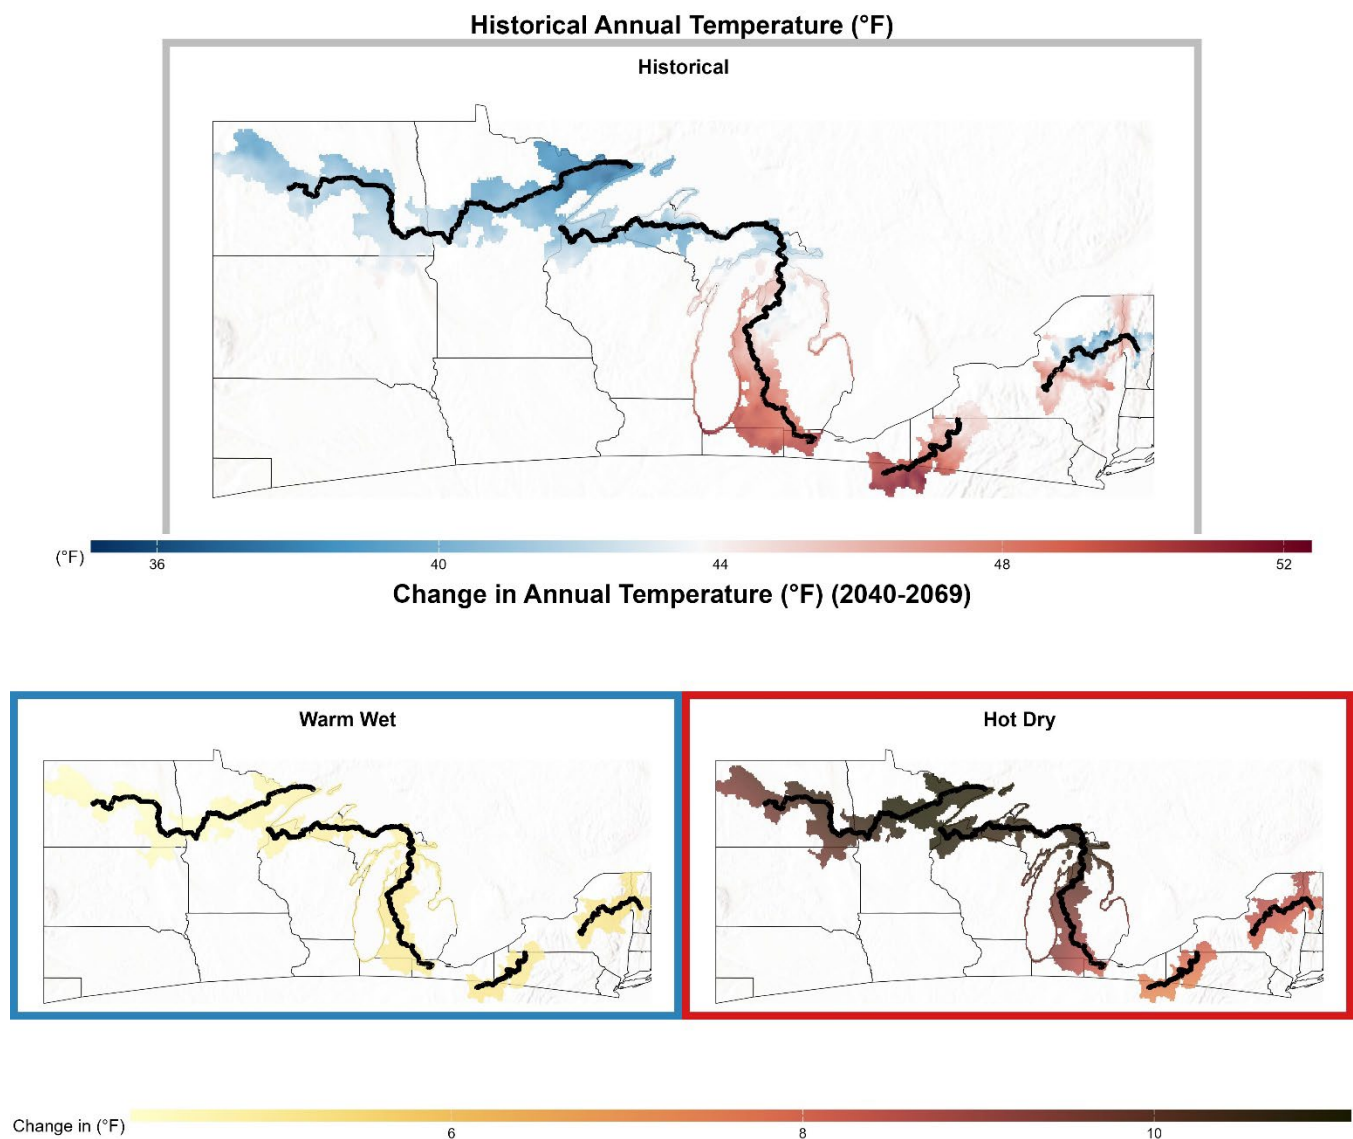 Historical Annual Temperature (°F)
Historical
(°F)
36 40 44 48 52
Change in Annual Temperature (°F) (2040-2069)
Warm Wet Hot Dry
Change in (°F)
6 8 10